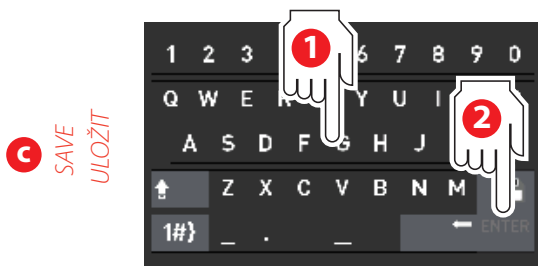 C
SAVE
ULOŽIT
1 2 3 1 6 7 8 9 0
Q W E R Y U I 2
A S D F G H J
Z X C V B N M
1#} _ . _ ENTER